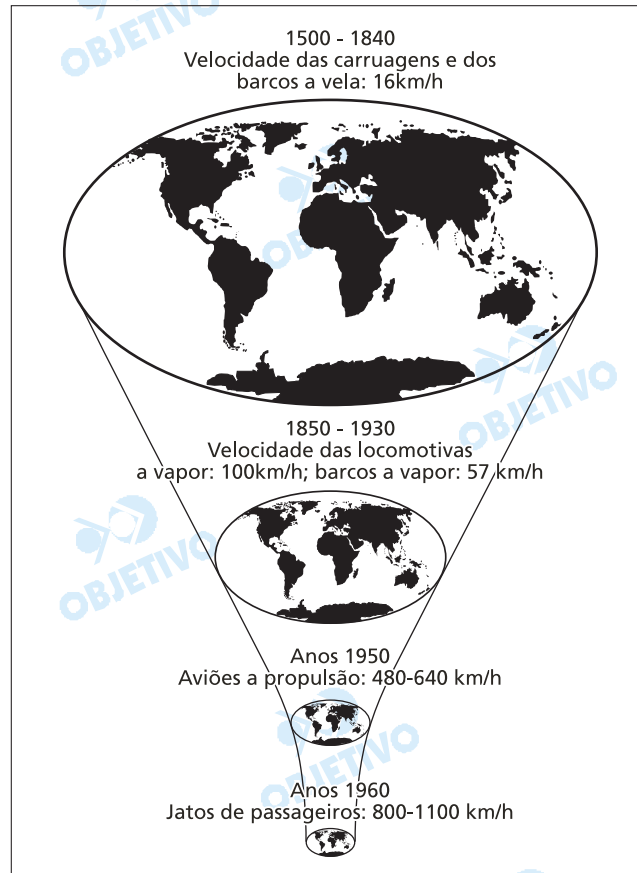 OBJETIVO
1500 - 1840
Velocidade das carruagens e dos
barcos a vela: 16km/h
OBJETIVO
OBJETIVO
1850 - 1930
Velocidade das locomotivas
a vapor: 100km/h; barcos a vapor: 57 km/h
OBJETIVO
Anos 1950
Aviões a propulsão: 480-640 km/h
OBJETIVO
Anos 1960
Jatos de passageiros: 800-1100 km/h